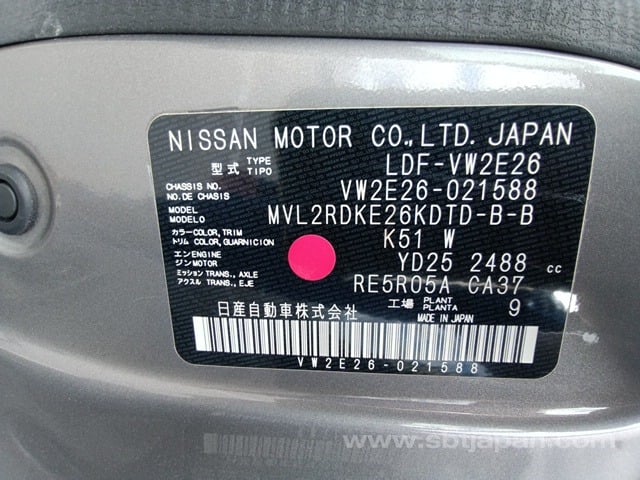 NISSAN MOTOR CO.,LTD. JAPAN
型式 TYPE TIPO LDF-VW2E26
CHASSIS NO. NO. DE CHASIS VW2E26-021588
MODEL MODELO MVL2RDKE26KDTD-B-B
カラー COLOR, TRIM トリム COLOR, GUARNICION K51 W
エンジン ENGINE MOTOR YD25 2488 cc
ミッション TRANS., AXLE アクスル TRANS., EJE RE5R05A CA37
工場 PLANT PLANTA 9
日産自動車株式会社 MADE IN JAPAN
VW2E26-021588
www.sbtjapan.com